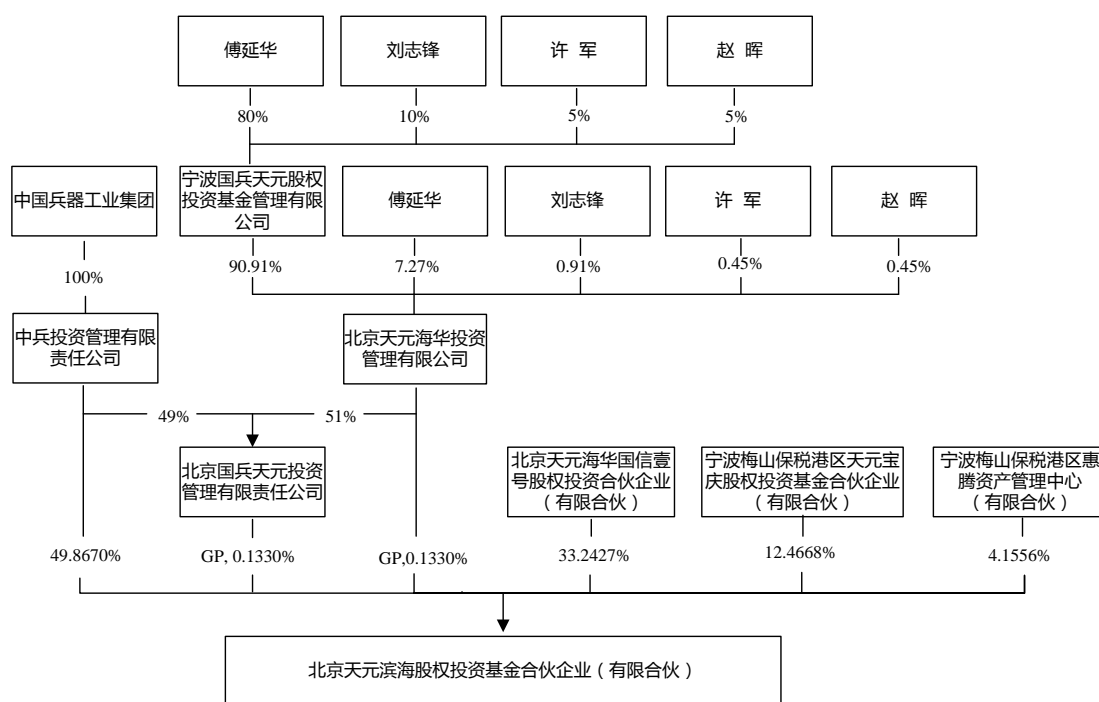 傅延华
刘志锋
许 军
赵 晖
80%
10%
5%
5%
中国兵器工业集团
宁波国兵天元股权
投资基金管理有限
公司
傅延华
刘志锋
许 军
赵 晖
100%
90.91%
7.27%
0.91%
0.45%
0.45%
中兵投资管理有限
责任公司
北京天元海华投资
管理有限公司
49%
51%
北京国兵天元投资
管理有限责任公司
北京天元海华国信壹
号股权投资合伙企业
（有限合伙）
宁波梅山保税港区天元宝
庆股权投资基金合伙企业
（有限合伙）
宁波梅山保税港区惠
腾资产管理中心
（有限合伙）
49.8670%
GP, 0.1330%
GP,0.1330%
33.2427%
12.4668%
4.1556%
北京天元滨海股权投资基金合伙企业（有限合伙）